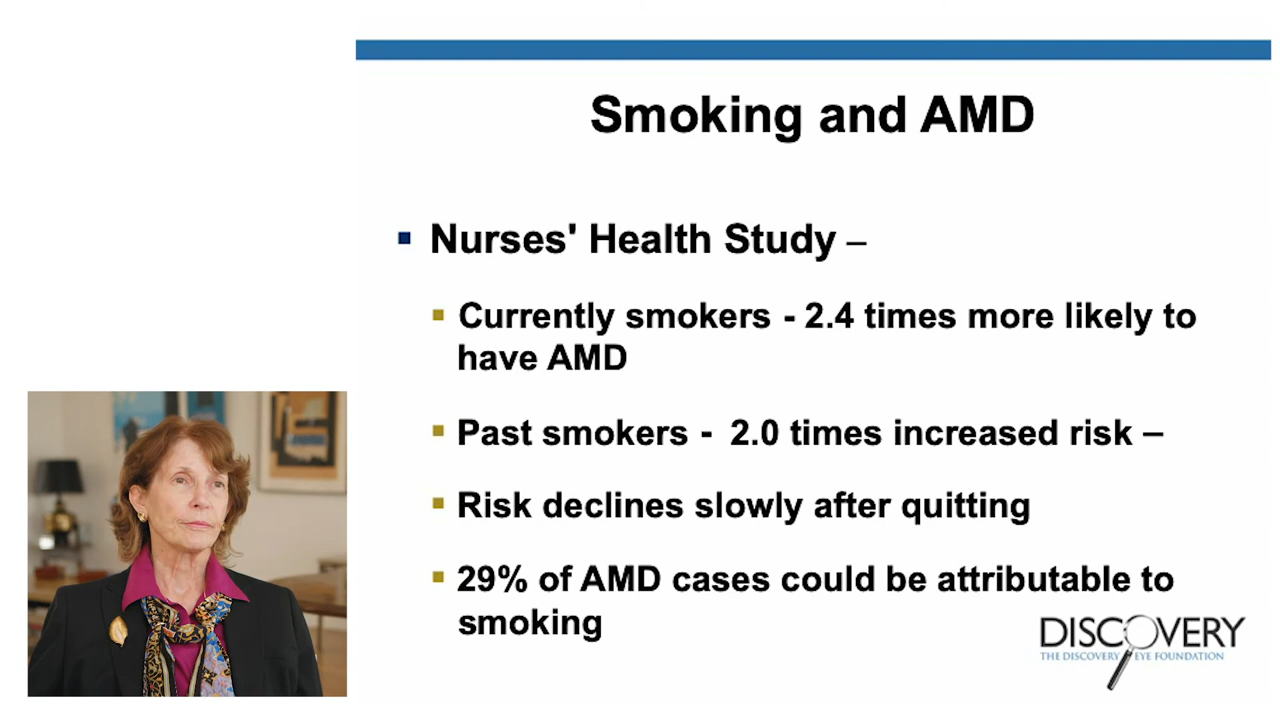 Smoking and AMD
Nurses' Health Study –
Currently smokers - 2.4 times more likely to
have AMD
Past smokers - 2.0 times increased risk –
Risk declines slowly after quitting
29% of AMD cases could be attributable to
smoking
DISCOVERY
THE DISCOVERY EYE FOUNDATION